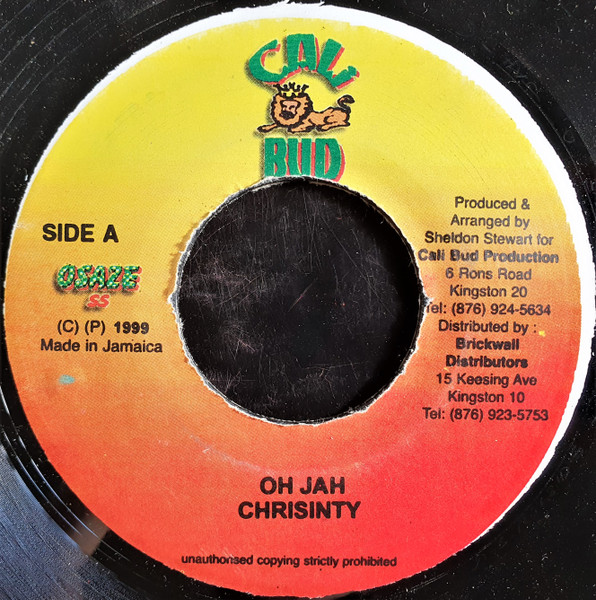 CALI
BUD
SIDE A
OSAZE
SS
(C) (P) 1999
Made in Jamaica
Produced &
Arranged by
Sheldon Stewart for
Cali Bud Production
6 Rons Road
Kingston 20
Tel: (876) 924-5634
Distributed by :
Brickwall
Distributors
15 Keesing Ave
Kingston 10
Tel: (876) 923-5753
OH JAH
CHRISINTY
unauthonsed copying strictly prohibited